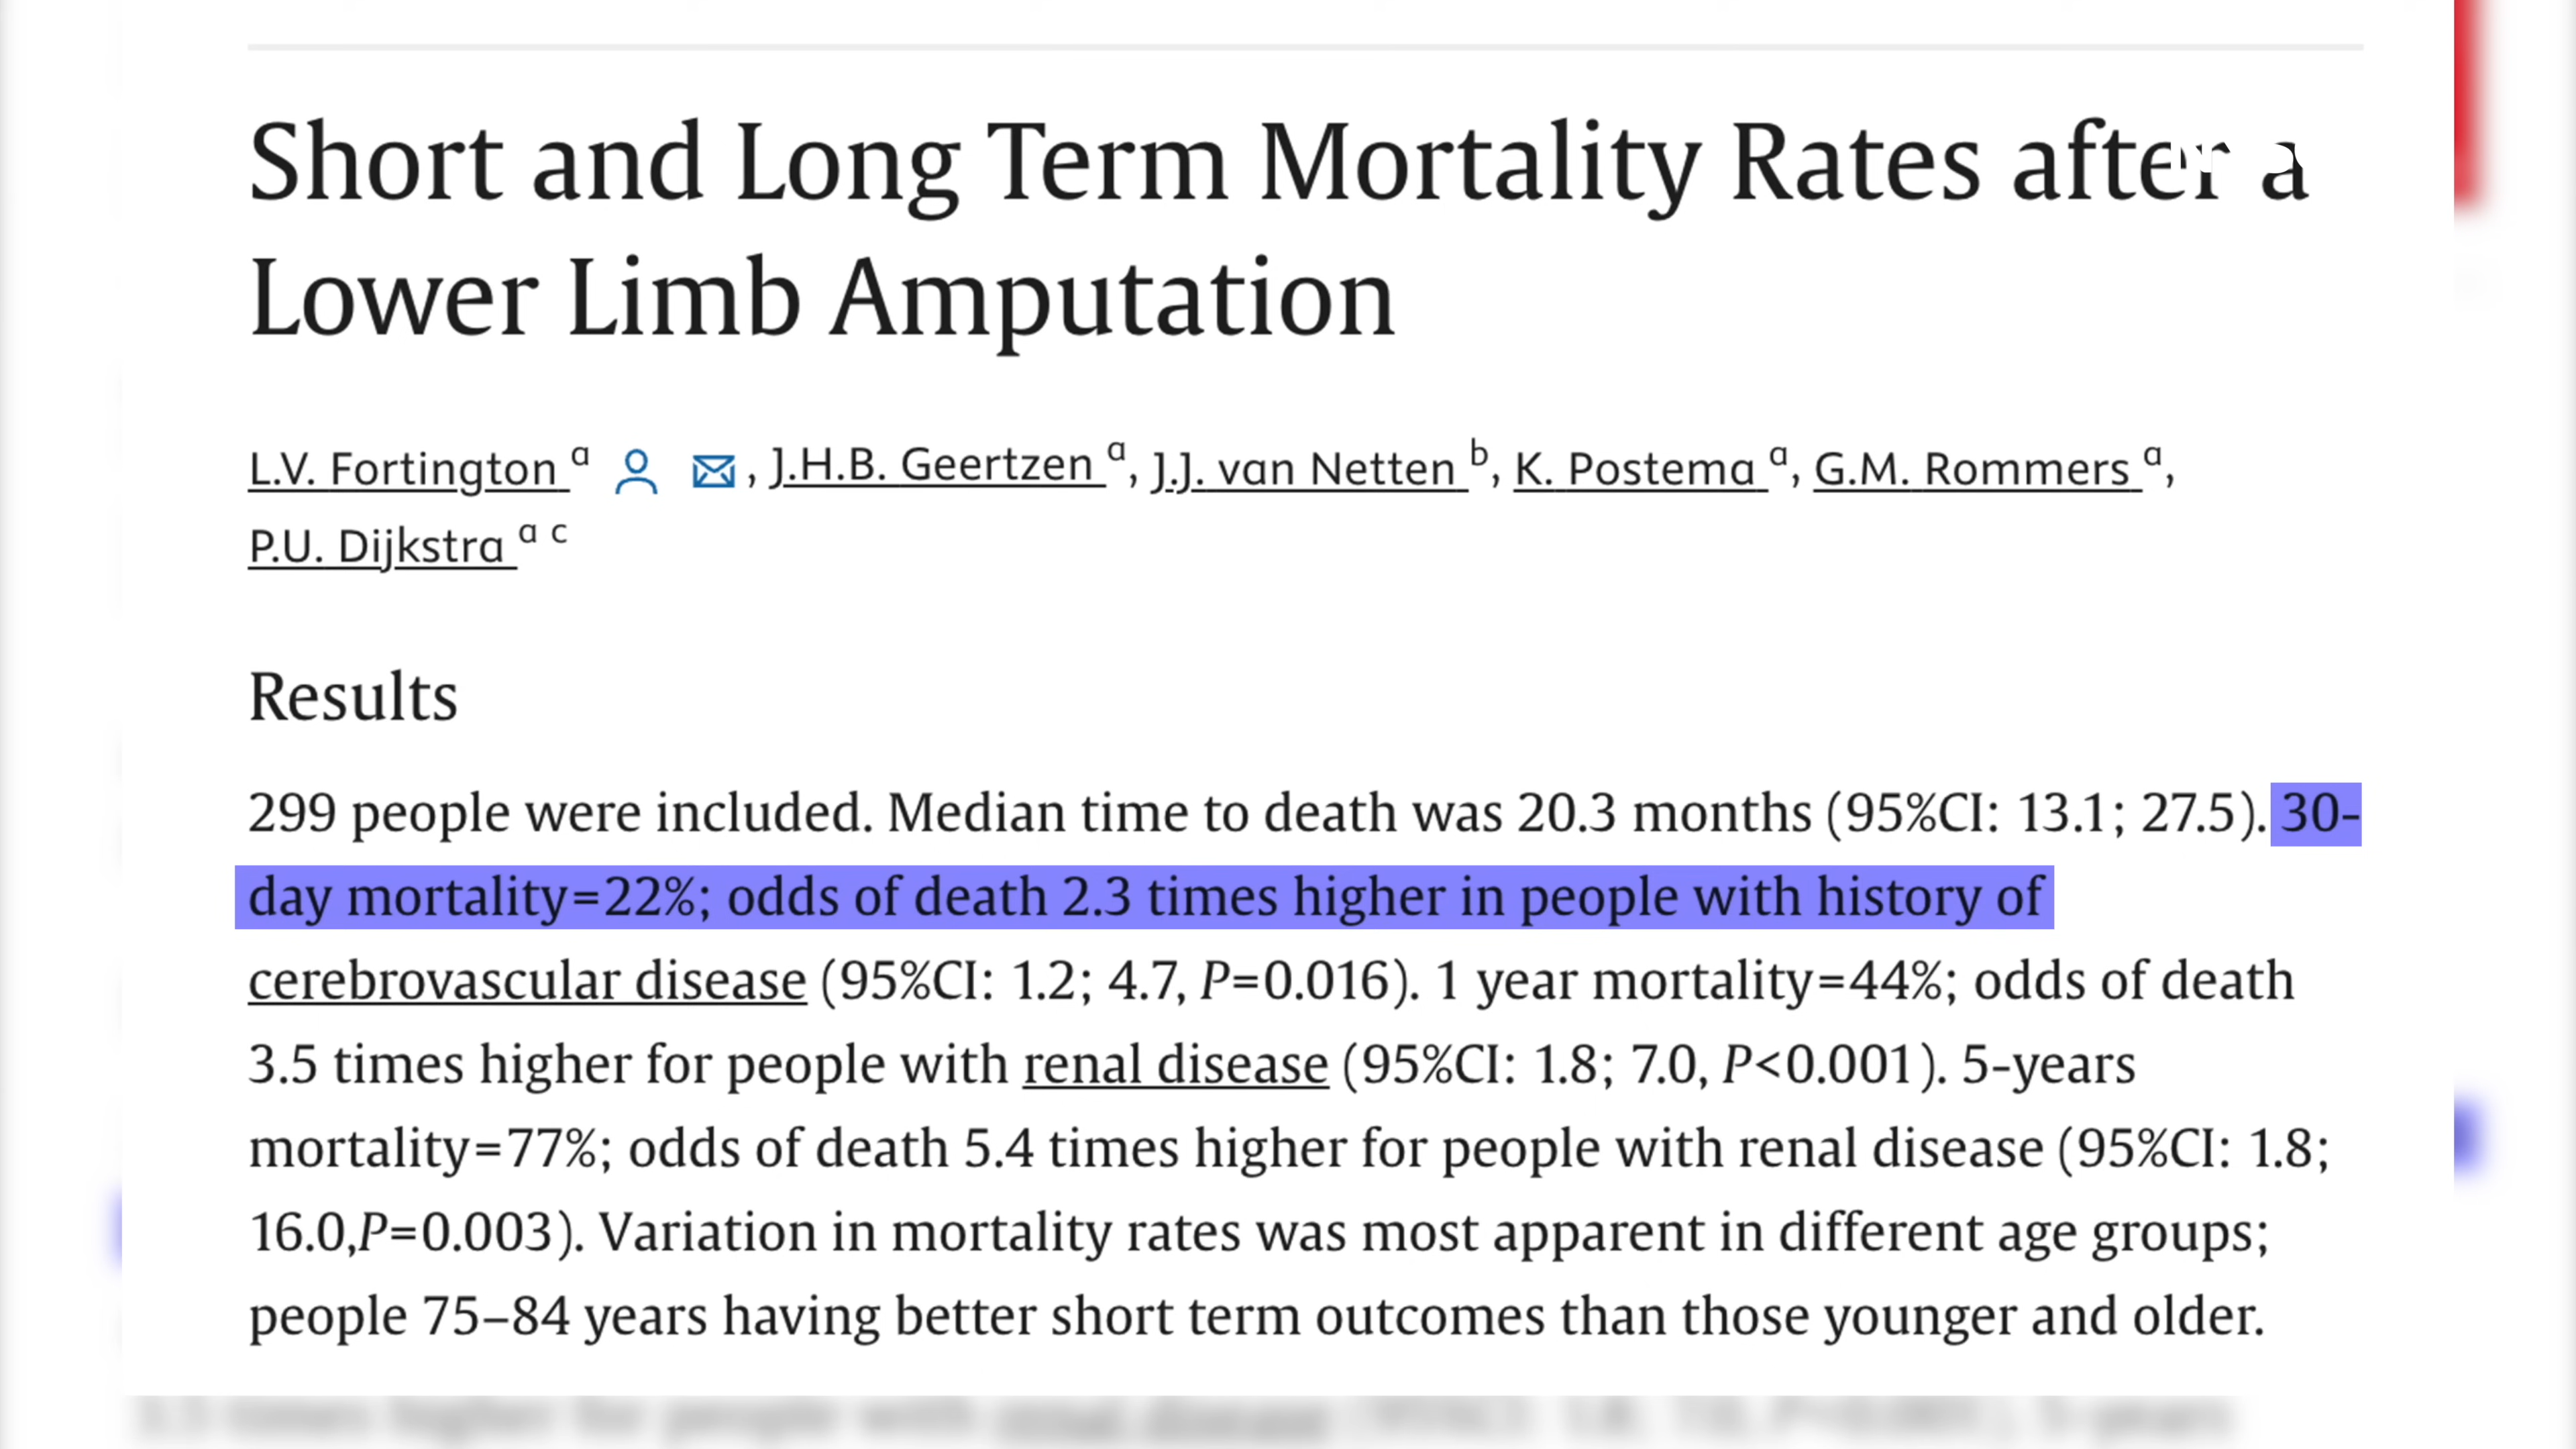 Short and Long Term Mortality Rates after a
Lower Limb Amputation
L.V. Fortington a , J.H.B. Geertzen a, J.J. van Netten b, K. Postema a, G.M. Rommers a,
P.U. Dijkstra a c
Results
299 people were included. Median time to death was 20.3 months (95%CI: 13.1; 27.5). 30-
day mortality=22%; odds of death 2.3 times higher in people with history of
cerebrovascular disease (95%CI: 1.2; 4.7, P=0.016). 1 year mortality=44%; odds of death
3.5 times higher for people with renal disease (95%CI: 1.8; 7.0, P<0.001). 5-years
mortality=77%; odds of death 5.4 times higher for people with renal disease (95%CI: 1.8;
16.0,P=0.003). Variation in mortality rates was most apparent in different age groups;
people 75–84 years having better short term outcomes than those younger and older.